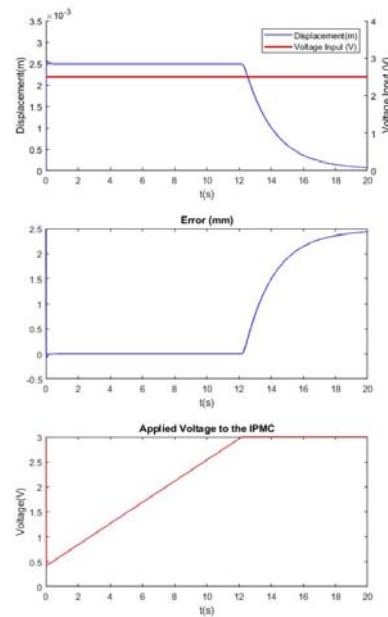 ×10⁻³
3.5
3
2.5
2
1.5
1
0.5
0
Displacement(m)
Displacement(m)
Voltage Input (V)
4
3
2
1
0
Voltage Input (V)
0 2 4 6 8 10 12 14 16 18 20
t(s)
Error (mm)
2.5
2
1.5
1
0.5
0
-0.5
0 2 4 6 8 10 12 14 16 18 20
t(s)
Applied Voltage to the IPMC
3
2.5
2
1.5
1
0.5
0
Voltage(V)
0 2 4 6 8 10 12 14 16 18 20
t(s)